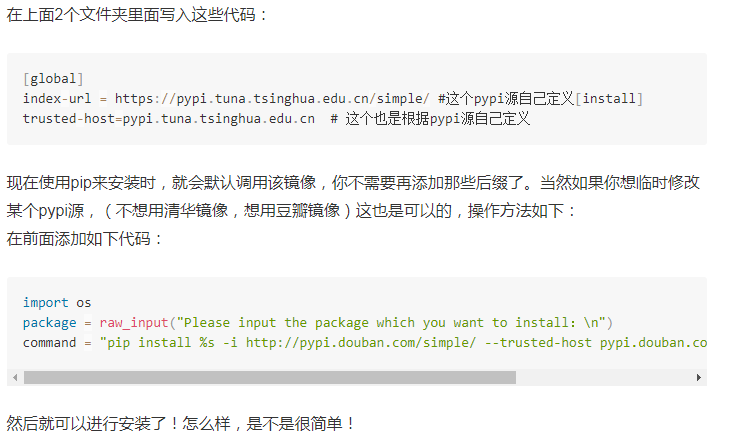 在上面2个文件夹里面写入这些代码：
[global]
index-url = https://pypi.tuna.tsinghua.edu.cn/simple/ #这个pypi源自己定义[install]
trusted-host=pypi.tuna.tsinghua.edu.cn  # 这个也是根据pypi源自己定义
现在使用pip来安装时，就会默认调用该镜像，你不需要再添加那些后缀了。当然如果你想临时修改
某个pypi源，（不想用清华镜像，想用豆瓣镜像）这也是可以的，操作方法如下：
在前面添加如下代码：
import os
package = raw_input("Please input the package which you want to install: \n")
command = "pip install %s -i http://pypi.douban.com/simple/ --trusted-host pypi.douban.co
然后就可以进行安装了！怎么样，是不是很简单！